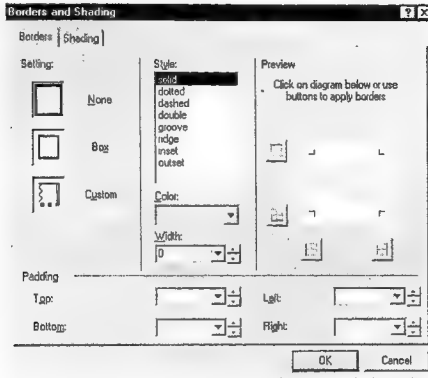 Borders and Shading
Borders
Shading
Setting:
None
Box
Custom
Style:
solid
dotted
dashed
double
groove
ridge
inset
outset
Color:
Width:
0
Preview
Click on diagram below or use
buttons to apply borders
Padding
Top:
Left:
Bottom:
Right:
OK
Cancel